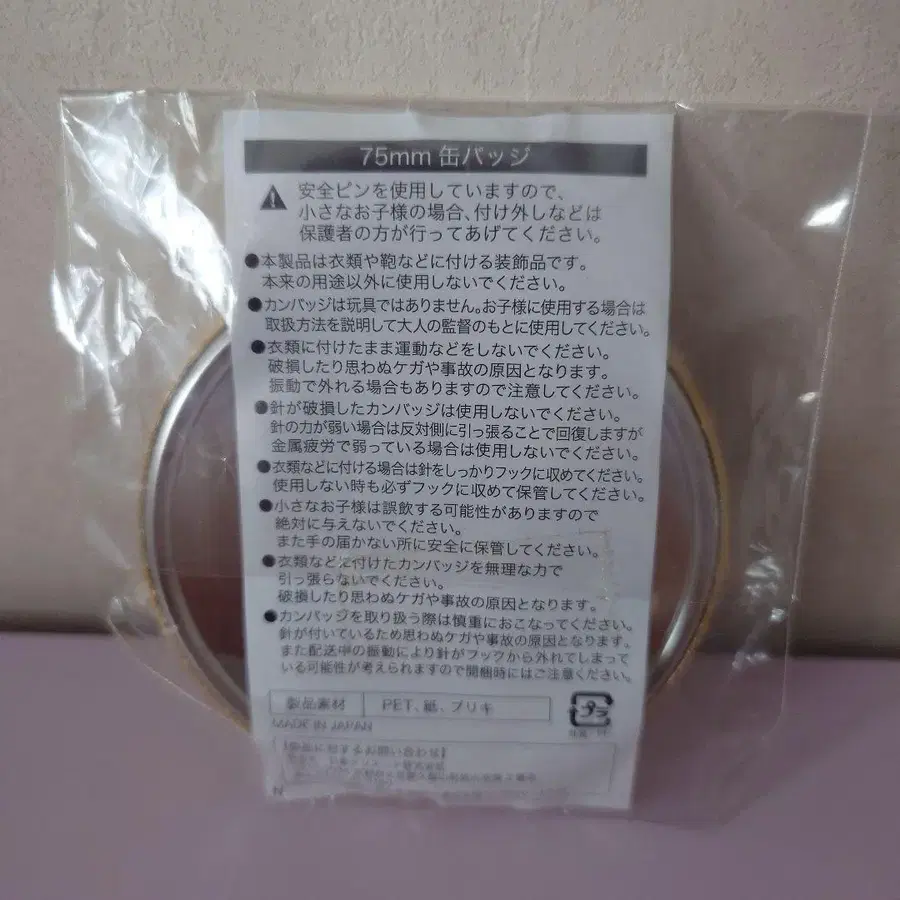 75mm 缶バッジ
安全ピンを使用していますので、
小さなお子様の場合、付け外しなどは
保護者の方が行ってあげてください。
●本製品は衣類や鞄などに付ける装飾品です。
本来の用途以外に使用しないでください。
●カンバッジは玩具ではありません。お子様に使用する場合は
取扱方法を説明して大人の監督のもとに使用してください。
●衣類に付けたまま運動などをしないでください。
破損したり思わぬケガや事故の原因となります。
振動で外れる場合もありますので注意してください。
●針が破損したカンバッジは使用しないでください。
針の力が弱い場合は反対側に引っ張ることで回復しますが
金属疲労で弱っている場合は使用しないでください。
●衣類などに付ける場合は針をしっかりフックに収めてください。
使用しない時も必ずフックに収めて保管してください。
●小さなお子様は誤飲する可能性がありますので
絶対に与えないでください。
また手の届かない所に安全に保管してください。
●衣類などに付けたカンバッジを無理な力で
引っ張らないでください。
破損したり思わぬケガや事故の原因となります。
●カンバッジを取り扱う際は慎重におこなってください。
針が付いているため思わぬケガや事故の原因となります。
また配送中の振動により針がフックから外れてしまって
いる可能性が考えられますので開梱時にはご注意ください。
製品素材 PET、紙、ブリキ
プラ
MADE IN JAPAN